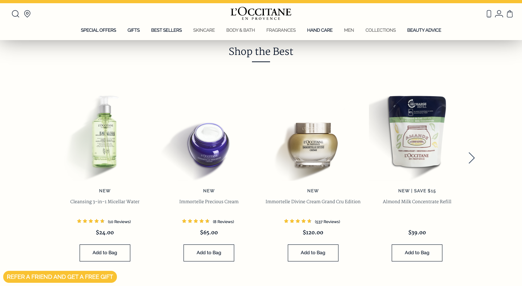 L'OCCITANE
EN PROVENCE
SPECIAL OFFERS GIFTS BEST SELLERS SKINCARE BODY & BATH FRAGRANCES HAND CARE MEN COLLECTIONS BEAUTY ADVICE
Shop the Best
NEW
Cleansing 3-in-1 Micellar Water
$24.00
Add to Bag
NEW
Immortelle Precious Cream
(8 Reviews)
$65.00
Add to Bag
NEW
Immortelle Divine Cream Grand Cru Edition
(537 Reviews)
$120.00
Add to Bag
L'OCCITANE
NEW | SAVE $15
Almond Milk Concentrate Refill
$39.00
Add to Bag
REFER A FRIEND AND GET A FREE GIFT